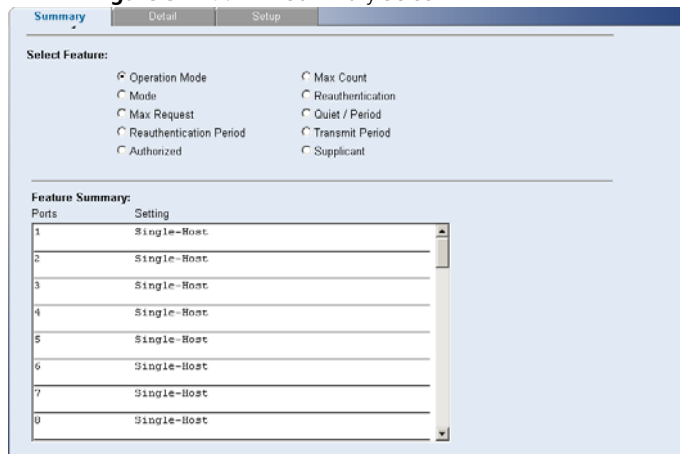 Summary Detail Setup
Select Feature:
Operation Mode Max Count
Mode Reauthentication
Max Request Quiet / Period
Reauthentication Period Transmit Period
Authorized Supplicant
Feature Summary:
Ports Setting
1 Single-Host
2 Single-Host
3 Single-Host
4 Single-Host
5 Single-Host
6 Single-Host
7 Single-Host
8 Single-Host